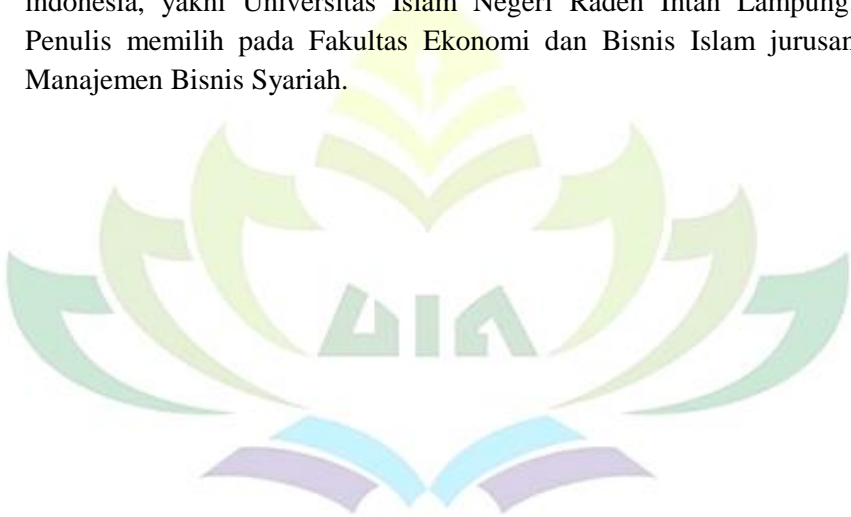 indonesia, yakni Universitas Islam Negeri Raden Intan Lampung
Penulis memilih pada Fakultas Ekonomi dan Bisnis Islam jurusan
Manajemen Bisnis Syariah.
UIN